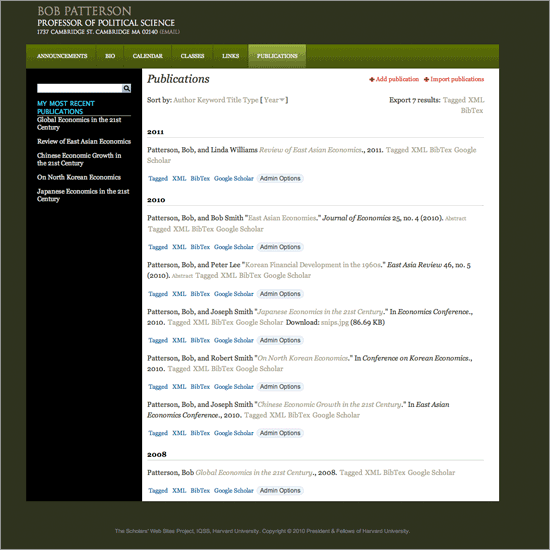 BOB PATTERSON
PROFESSOR OF POLITICAL SCIENCE
1737 CAMBRIDGE ST. CAMBRIDGE MA 02140 (EMAIL)
ANNOUNCEMENTS BIO CALENDAR CLASSES LINKS PUBLICATIONS
MY MOST RECENT
PUBLICATIONS
Global Economics in the 21st
Century
Review of East Asian Economics
Chinese Economic Growth in
the 21st Century
On North Korean Economics
Japanese Economics in the 21st
Century
Publications
Add publication Import publications
Sort by: Author Keyword Title Type [ Year ]
Export 7 results: Tagged XML
BibTex
2011
Patterson, Bob, and Linda Williams Review of East Asian Economics., 2011. Tagged XML BibTex Google
Scholar
Tagged XML BibTex Google Scholar Admin Options
2010
Patterson, Bob, and Bob Smith "East Asian Economics." Journal of Economics 25, no. 4 (2010). Abstract
Tagged XML BibTex Google Scholar
Tagged XML BibTex Google Scholar Admin Options
Patterson, Bob, and Peter Lee "Korean Financial Development in the 1960s." East Asia Review 46, no. 5
(2010). Abstract Tagged XML BibTex Google Scholar
Tagged XML BibTex Google Scholar Admin Options
Patterson, Bob, and Joseph Smith "Japanese Economics in the 21st Century." In Economics Conference.,
2010. Tagged XML BibTex Google Scholar Download: snips.jpg (86.69 KB)
Tagged XML BibTex Google Scholar Admin Options
Patterson, Bob, and Robert Smith "On North Korean Economics." In Conference on Korean Economics.,
2010. Tagged XML BibTex Google Scholar
Tagged XML BibTex Google Scholar Admin Options
Patterson, Bob, and Joseph Smith "Chinese Economic Growth in the 21st Century." In East Asian
Economics Conference., 2010. Tagged XML BibTex Google Scholar
Tagged XML BibTex Google Scholar Admin Options
2008
Patterson, Bob Global Economics in the 21st Century., 2008. Tagged XML BibTex Google Scholar
Tagged XML BibTex Google Scholar Admin Options
The Scholars' Web Sites Project, IQSS, Harvard University. Copyright © 2010 President & Fellows of Harvard University.